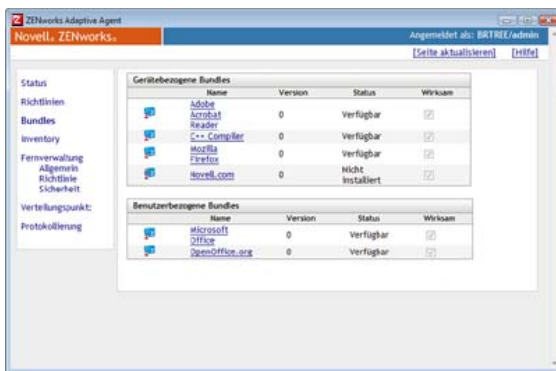 ZENworks Adaptive Agent
Novell® ZENworks®
Angemeldet als: BRTREE/admin
[Seite aktualisieren] [Hilfe]
Status
Richtlinien
Bundles
Inventory
Fernverwaltung
Allgemein
Richtlinie
Sicherheit
Verteilungspunkt:
Protokollierung
Gerätebezogene Bundles
Name Version Status Wirksam
Adobe
Acrobat
Reader
0 Verfügbar
C++ Compiler 0 Verfügbar
Mozilla
Firefox
0 Verfügbar
Novell.com 0 Nicht
installiert
Benutzerbezogene Bundles
Name Version Status Wirksam
Microsoft
Office
0 Verfügbar
OpenOffice.org 0 Verfügbar